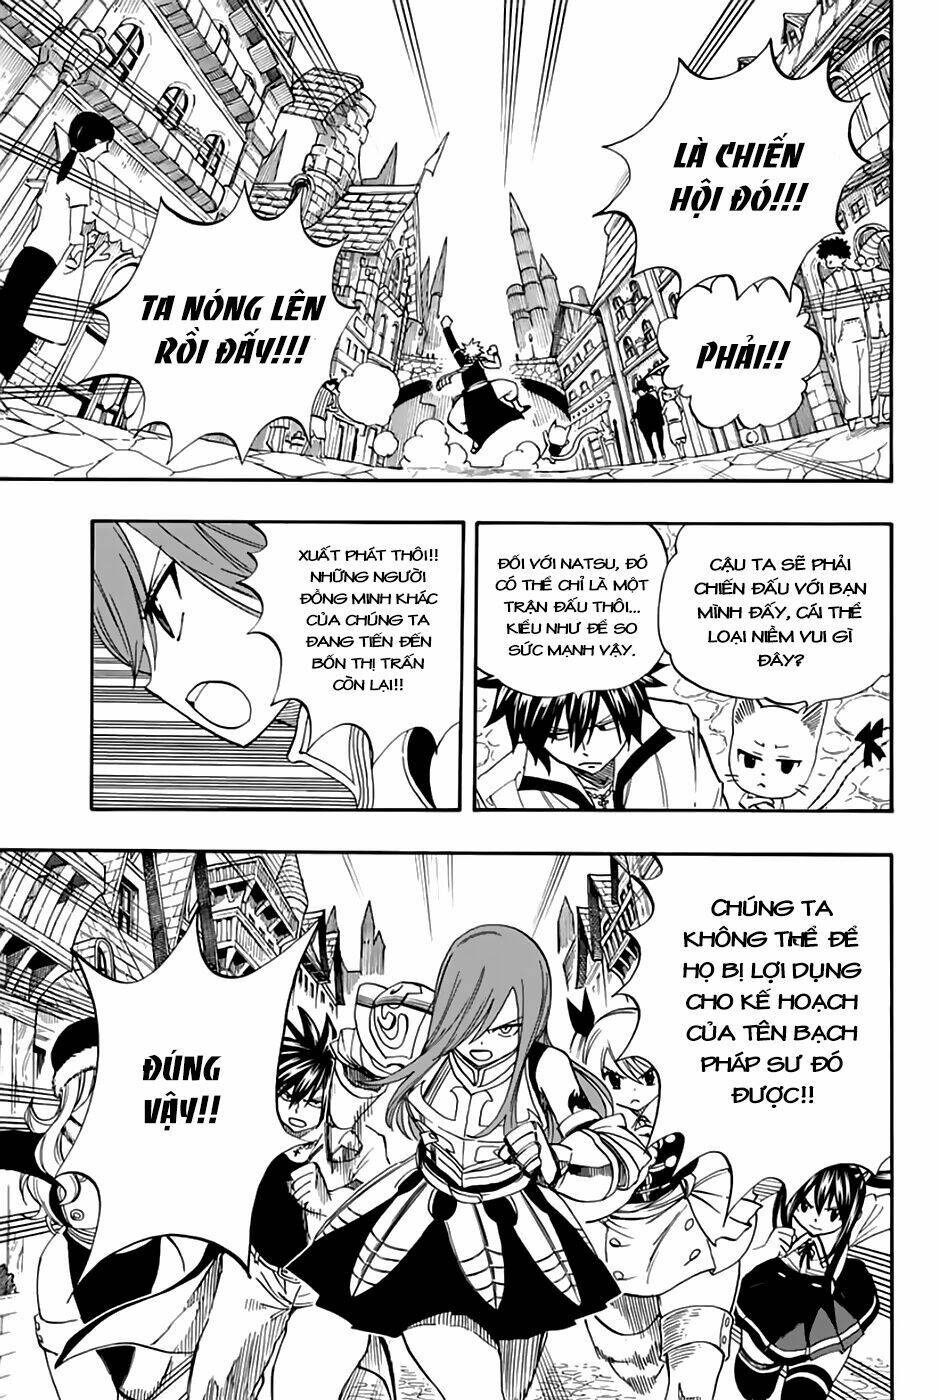 LÀ CHIẾN
HỘI ĐÓ!!!
PHẢI!!
TA NÓNG LÊN
RỒI ĐẤY!!!
CẬU TA SẼ PHẢI
CHIẾN ĐẤU VỚI BẠN
MÌNH ĐẤY, CÁI THỂ
LOẠI NIỀM VUI GÌ
ĐÂY?
ĐỐI VỚI NATSU, ĐÓ
CÓ THỂ CHỈ LÀ MỘT
TRẬN ĐẤU THÔI...
KIỂU NHƯ ĐỂ SO
SỨC MẠNH VẬY.
XUẤT PHÁT THÔI!!
NHỮNG NGƯỜI
ĐỒNG MINH KHÁC
CỦA CHÚNG TA
ĐANG TIẾN ĐẾN
BỐN THỊ TRẤN
CÒN LẠI!!
CHÚNG TA
KHÔNG THỂ ĐỂ
HỌ BỊ LỢI DỤNG
CHO KẾ HOẠCH
CỦA TÊN BẠCH
PHÁP SƯ ĐÓ
ĐƯỢC!!
ĐÚNG
VẬY!!